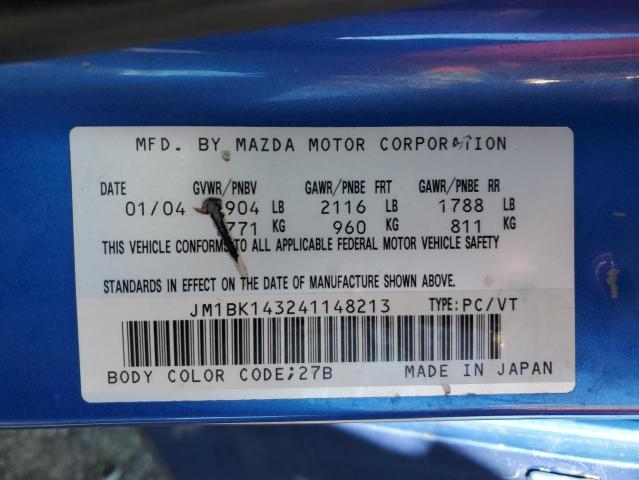 MFD. BY MAZDA MOTOR CORPORATION
DATE GVWR/PNBV GAWR/PNBE FRT GAWR/PNBE RR
01/04 904 LB 2116 LB 1788 LB
771 KG 960 KG 811 KG
THIS VEHICLE CONFORMS TO ALL APPLICABLE FEDERAL MOTOR VEHICLE SAFETY
STANDARDS IN EFFECT ON THE DATE OF MANUFACTURE SHOWN ABOVE.
JM1BK143241148213 TYPE:PC/VT
BODY COLOR CODE;27B MADE IN JAPAN